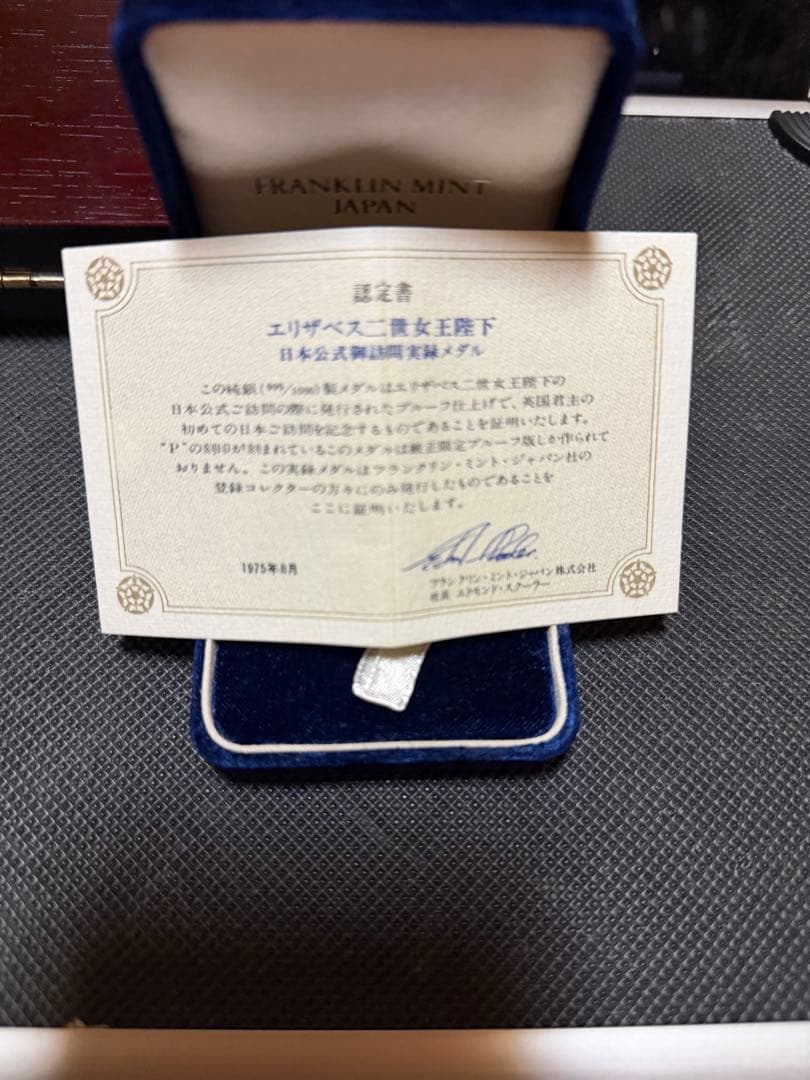 FRANKLIN MINT
JAPAN
認定書
エリザベス二世女王陛下
日本公式御訪問実録メダル
この純銀(999/1000)製メダルはエリザベス二世女王陛下の
日本公式ご訪問の際に発行されたプルーフ仕上げで、英国君主の
初めての日本ご訪問を記念するものであることを証明いたします。
“P”の刻印が刻まれているこのメダルは厳正限定プルーフ版しか作られて
おりません。この実録メダルはフランクリン・ミント・ジャパン社の
登録コレクターの方々にのみ発行したものであることを
ここに証明いたします。
1975年8月
フランクリン・ミント・ジャパン株式会社
社長 エドモンド・スクーラー